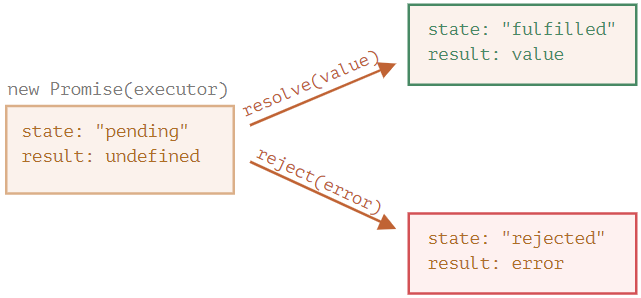 new Promise(executor)
state: "pending"
result: undefined
resolve(value)
reject(error)
state: "fulfilled"
result: value
state: "rejected"
result: error